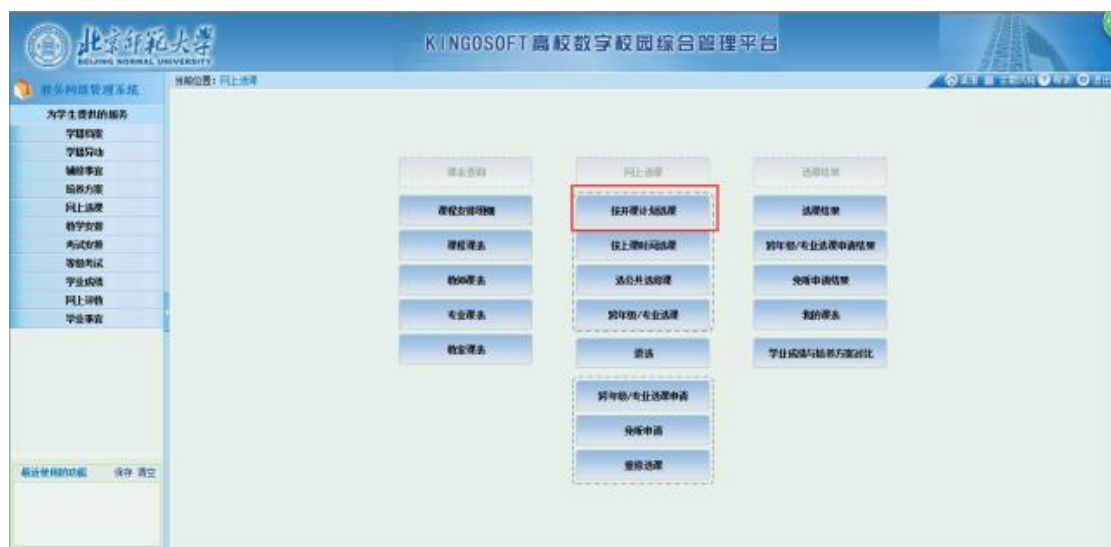 北京师范大学
BEIJING NORMAL UNIVERSITY
KINGOSOFT高校数字校园综合管理平台
教务网络管理系统
当前位置：网上选课
为学生提供的服务
学籍档案
学籍异动
辅修事宜
培养方案
网上选课
教学安排
考试安排
等级考试
学业成绩
网上评教
毕业事宜
最近使用的功能
保存 清空
课表查询
课程安排明细
课程课表
教师课表
专业课表
教室课表
网上选课
按开课计划选课
按上课时间选课
选公共选修课
跨年级/专业选课
退选
跨年级/专业选课申请
免听申请
重修选课
选课结果
选课结果
跨年级/专业选课申请结果
免听申请结果
我的课表
学业成绩与培养方案对比